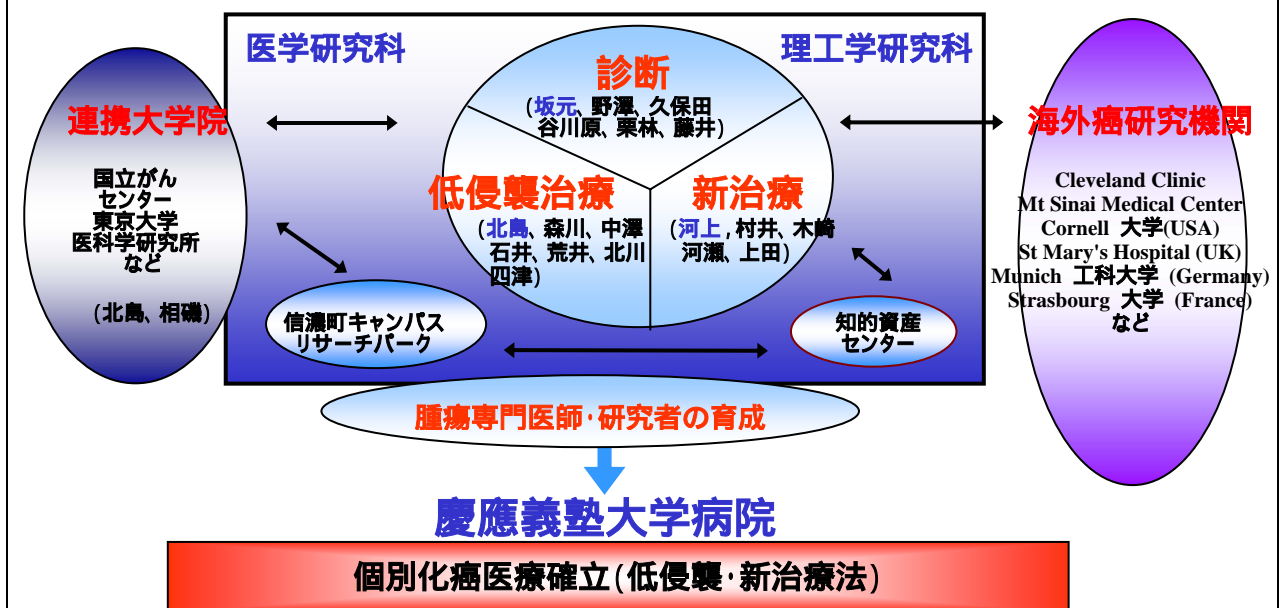 医学研究科
理工学研究科
診断
(坂元、野澤、久保田
谷川原、栗林、藤井)
連携大学院
国立がん
センター
東京大学
医科学研究所
など
(北島、相磯)
低侵襲治療
(北島、森川、中澤
石井、荒井、北川
四津)
新治療
(河上,村井、木崎
河瀬、上田)
海外癌研究機関
Cleveland Clinic
Mt Sinai Medical Center
Cornell 大学(USA)
St Mary's Hospital (UK)
Munich 工科大学 (Germany)
Strasbourg 大学 (France)
など
信濃町キャンパス
リサーチパーク
知的資産
センター
腫瘍専門医師・研究者の育成
慶應義塾大学病院
個別化癌医療確立(低侵襲・新治療法)